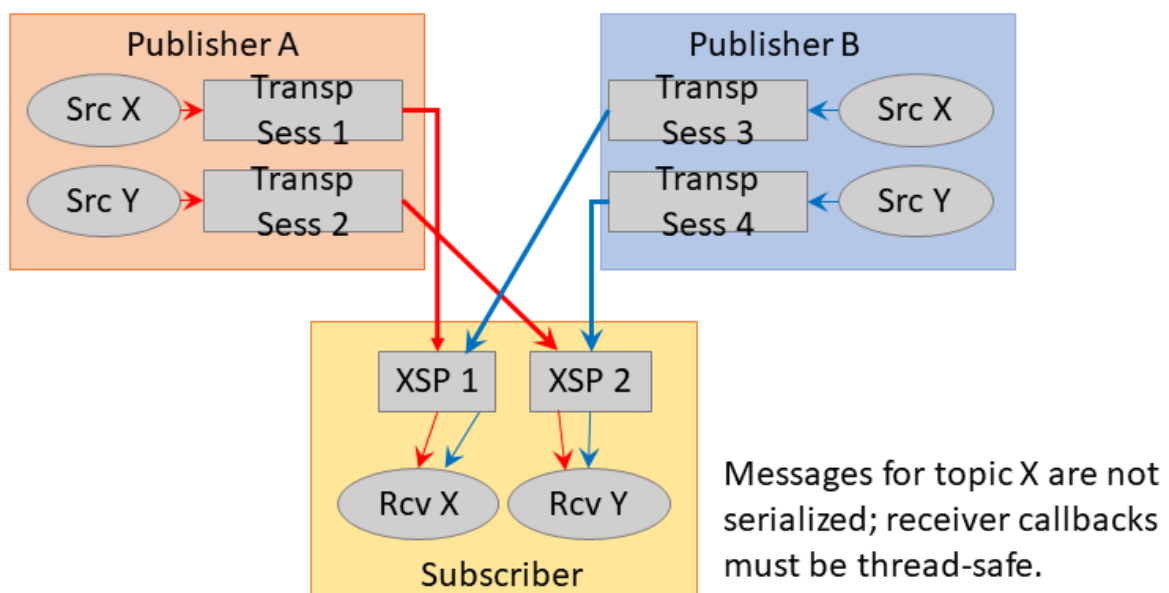 Publisher A
Src X
Transp
Sess 1
Src Y
Transp
Sess 2
Publisher B
Transp
Sess 3
Src X
Transp
Sess 4
Src Y
XSP 1
XSP 2
Rcv X
Rcv Y
Subscriber
Messages for topic X are not
serialized; receiver callbacks
must be thread-safe.